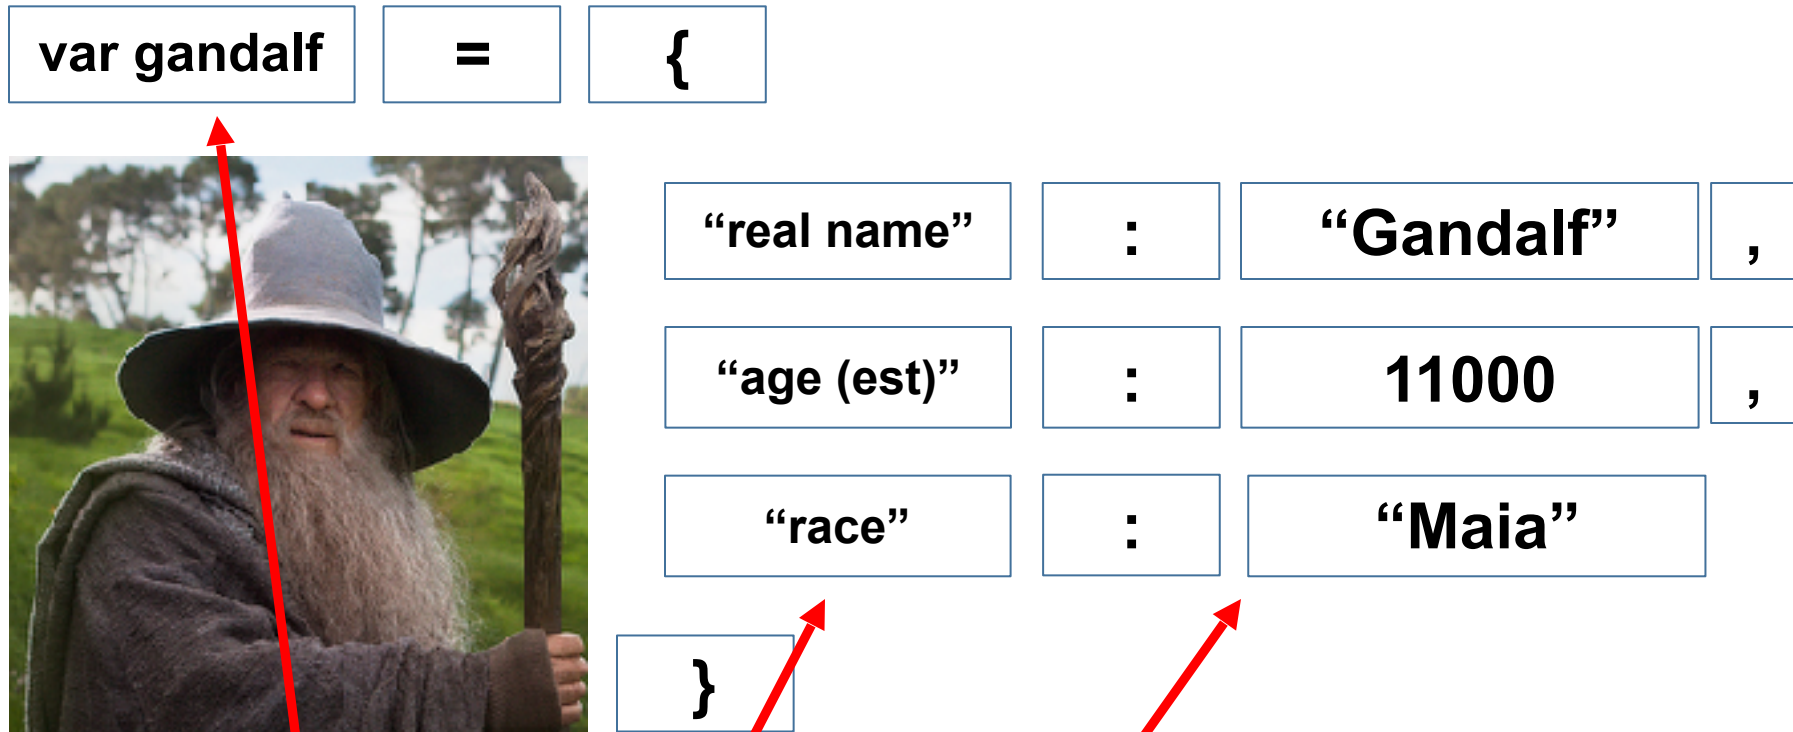 var gandalf = {
“real name” : “Gandalf” ,
“age (est)” : 11000 ,
“race” : “Maia”
}